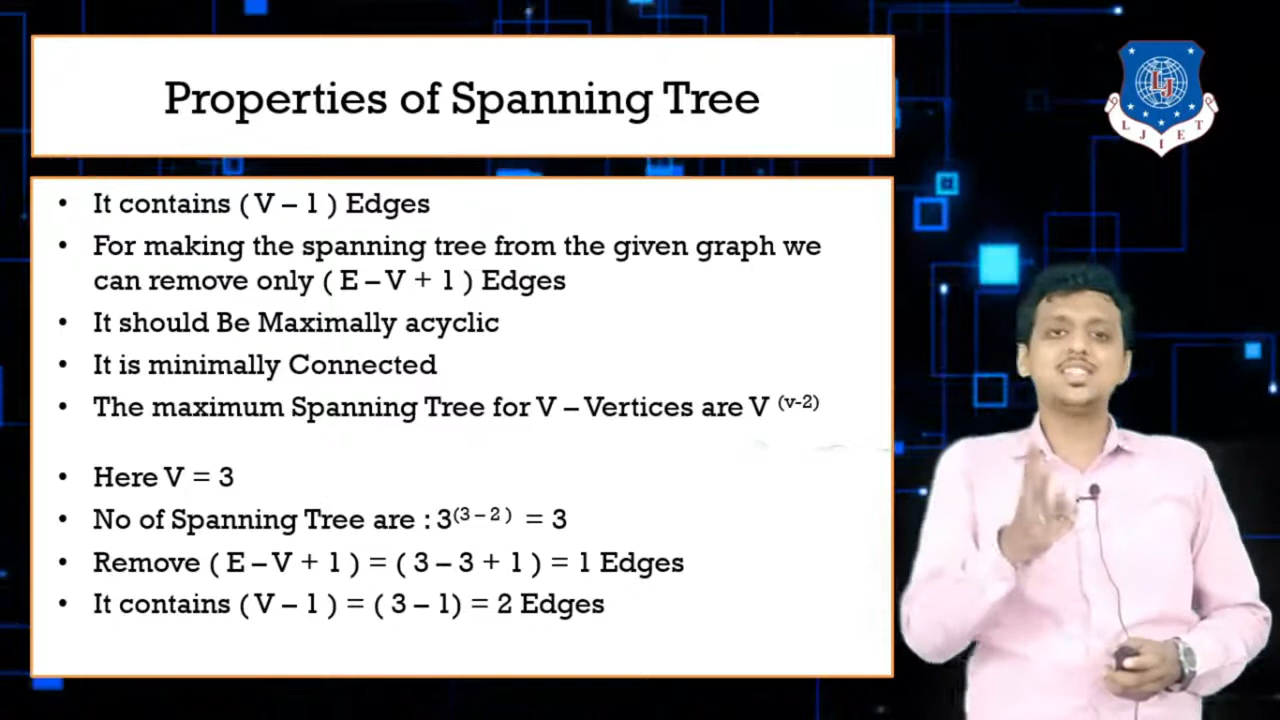 Properties of Spanning Tree
• It contains ( V – 1 ) Edges
• For making the spanning tree from the given graph we
can remove only ( E – V + 1 ) Edges
• It should Be Maximally acyclic
• It is minimally Connected
• The maximum Spanning Tree for V – Vertices are V (v-2)
• Here V = 3
• No of Spanning Tree are : 3(3 – 2 ) = 3
• Remove ( E – V + 1 ) = ( 3 – 3 + 1 ) = 1 Edges
• It contains ( V – 1 ) = ( 3 – 1) = 2 Edges
LJ
L J I E T